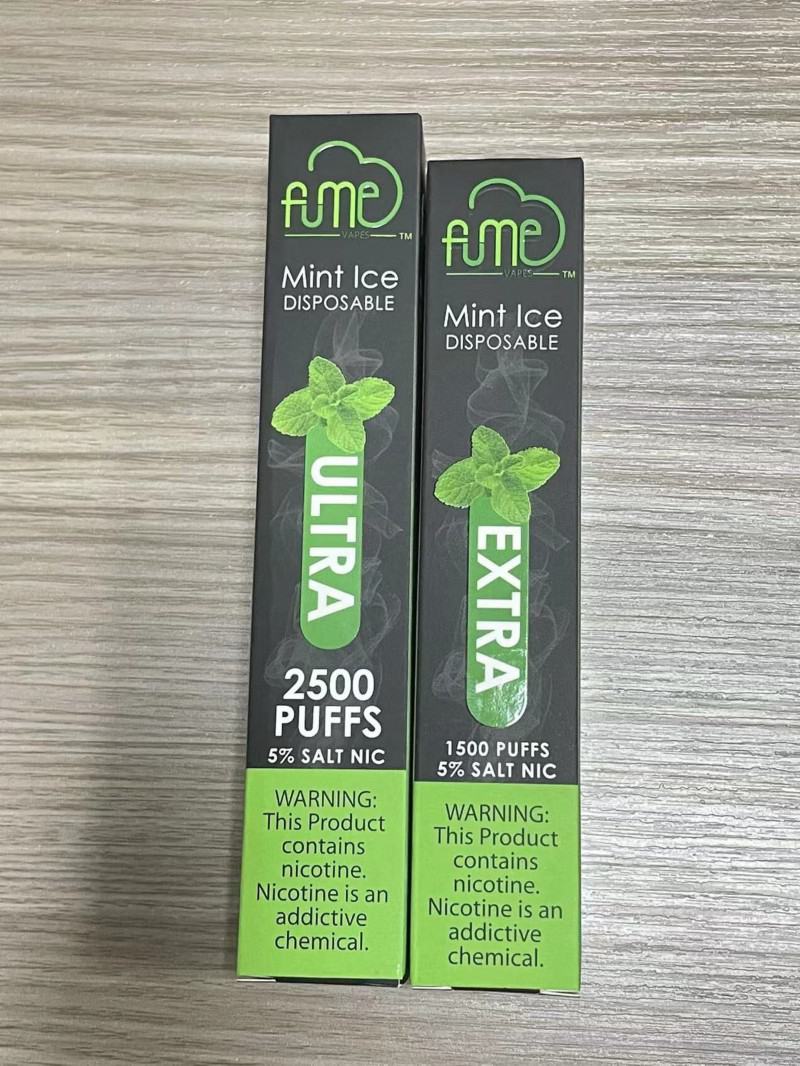 fume
VAPES
TM
Mint Ice
DISPOSABLE
ULTRA
2500
PUFFS
5% SALT NIC
WARNING:
This Product
contains
nicotine.
Nicotine is an
addictive
chemical.
fume
VAPES
TM
Mint Ice
DISPOSABLE
EXTRA
1500 PUFFS
5% SALT NIC
WARNING:
This Product
contains
nicotine.
Nicotine is an
addictive
chemical.